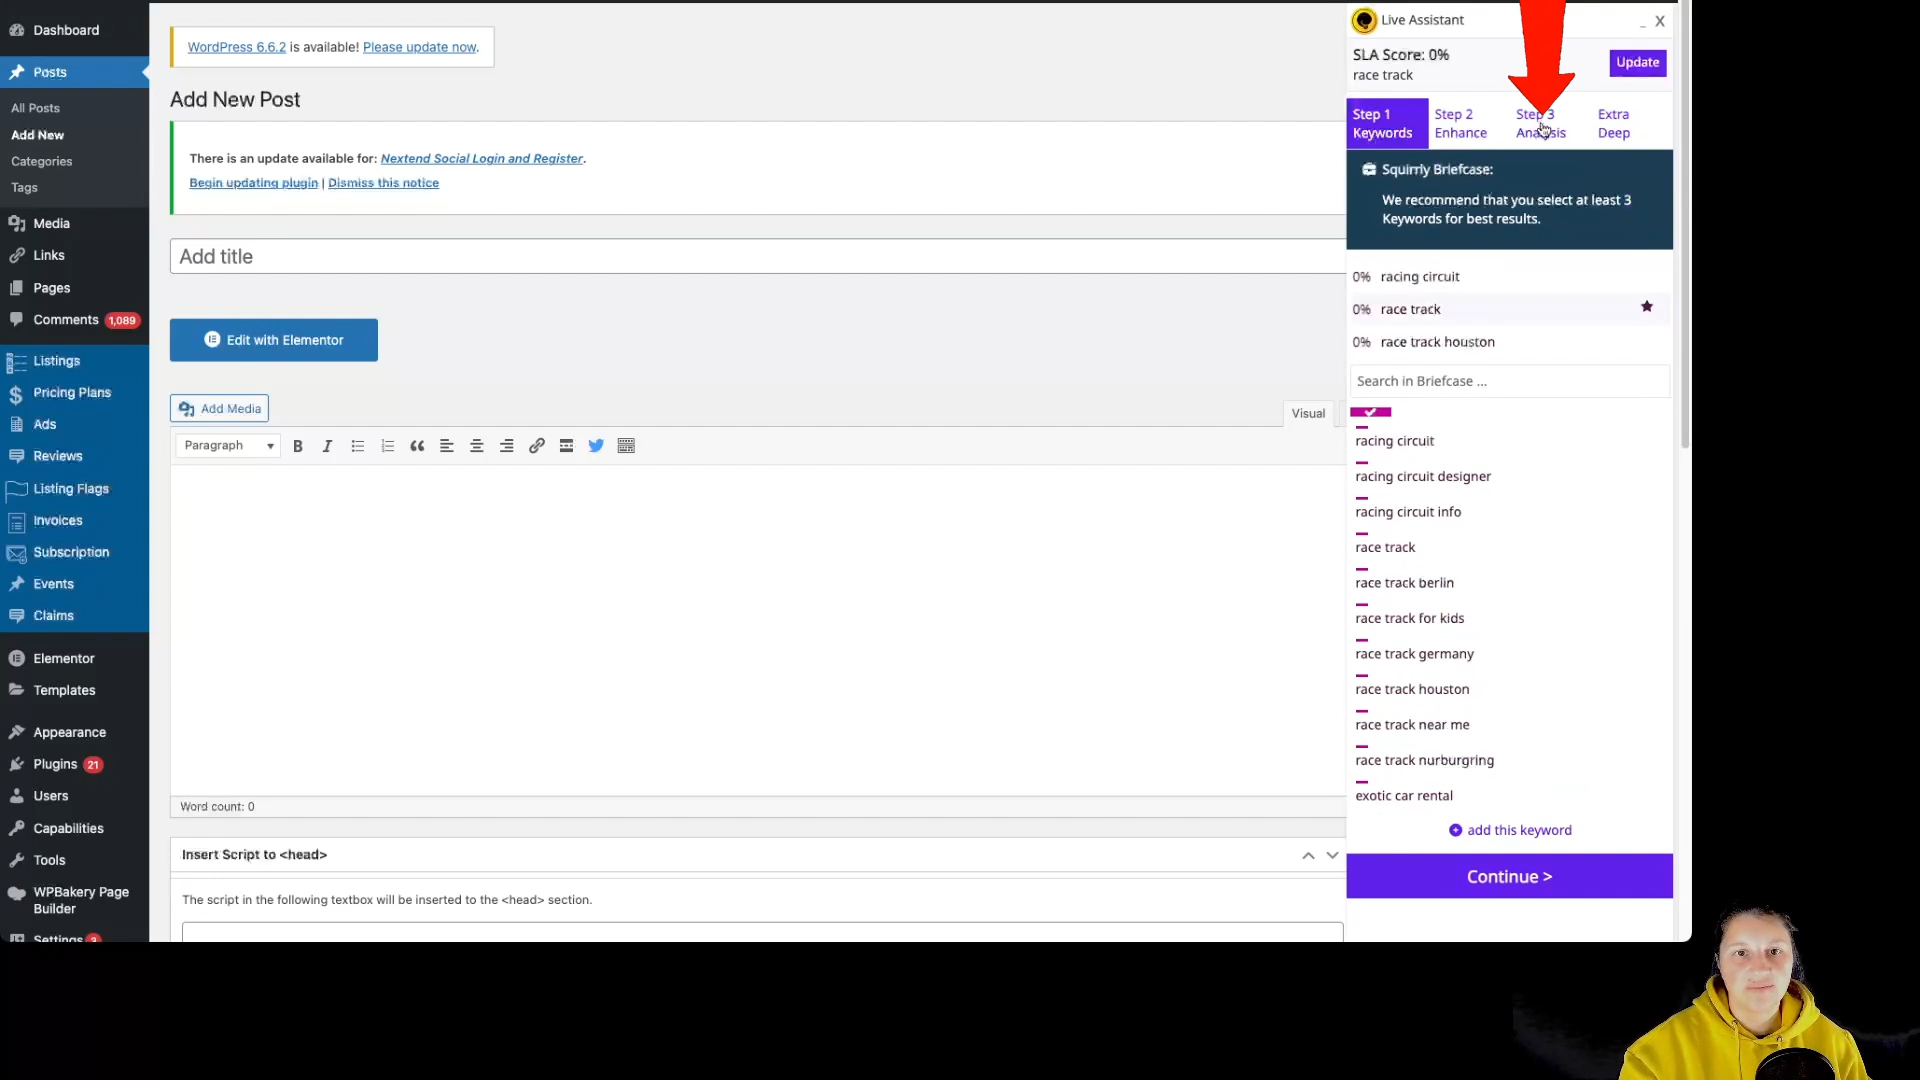 Dashboard
Posts
All Posts
Add New
Categories
Tags
Media
Links
Pages
Comments 1,089
Listings
Pricing Plans
Ads
Reviews
Listing Flags
Invoices
Subscription
Events
Claims
Elementor
Templates
Appearance
Plugins 21
Users
Capabilities
Tools
WPBakery Page
Builder
Settings 3
WordPress 6.6.2 is available! Please update now.
Add New Post
There is an update available for: Nextend Social Login and Register.
Begin updating plugin | Dismiss this notice
Add title
Edit with Elementor
Add Media
Visual
Paragraph
B I
Word count: 0
Insert Script to <head>
The script in the following textbox will be inserted to the <head> section.
Live Assistant
_ X
SLA Score: 0%
race track
Update
Step 1
Keywords
Step 2
Enhance
Step 3
Analysis
Extra
Deep
Squirrly Briefcase:
We recommend that you select at least 3
Keywords for best results.
0% racing circuit
0% race track
0% race track houston
Search in Briefcase ...
racing circuit
racing circuit designer
racing circuit info
race track
race track berlin
race track for kids
race track germany
race track houston
race track near me
race track nurburgring
exotic car rental
add this keyword
Continue >